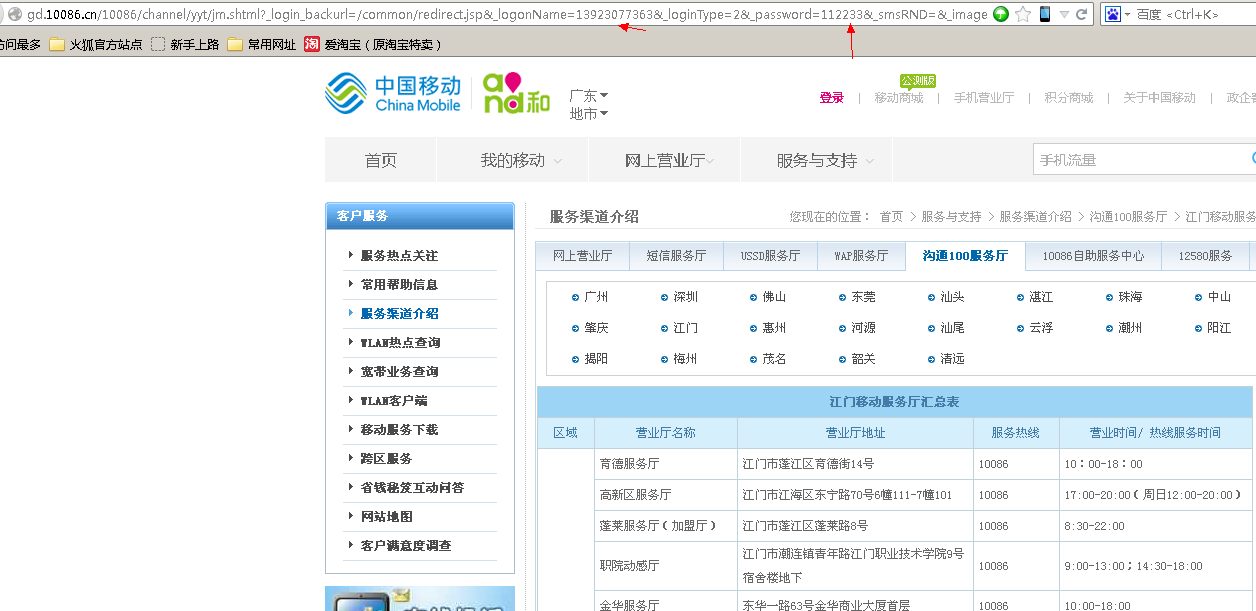 gd.10086.cn/10086/channel/yyt/jm.shtml?_login_backurl=/common/redirect.jsp&_logonName=13923077363&_loginType=2&_password=112233&_smsRND=&_image
百度 <Ctrl+K>
访问最多 火狐官方站点 新手上路 常用网址 淘 爱淘宝（原淘宝特卖）
中国移动
China Mobile
and和
广东
地市
公测版
登录 | 移动商城 | 手机营业厅 | 积分商城 | 关于中国移动 | 政企客
首页 我的移动 网上营业厅 服务与支持 手机流量
客户服务
服务热点关注
常用帮助信息
服务渠道介绍
WLAN热点查询
宽带业务查询
WLAN客户端
移动服务下载
跨区服务
省钱秘笈互动问答
网站地图
客户满意度调查
服务渠道介绍 您现在的位置： 首页 > 服务与支持 > 服务渠道介绍 > 沟通100服务厅 > 江门移动服务
网上营业厅 短信服务厅 USSD服务厅 WAP服务厅 沟通100服务厅 10086自助服务中心 12580服务
广州 深圳 佛山 东莞 汕头 湛江 珠海 中山
肇庆 江门 惠州 河源 汕尾 云浮 潮州 阳江
揭阳 梅州 茂名 韶关 清远
江门移动服务厅汇总表
区域 营业厅名称 营业厅地址 服务热线 营业时间/ 热线服务时间
育德服务厅 江门市蓬江区育德街14号 10086 10：00-18：00
高新区服务厅 江门市江海区东宁路70号6幢111-7幢101 10086 17:00-20:00（周日12:00-20:00）
蓬莱服务厅（加盟厅） 江门市蓬江区蓬莱路8号 10086 8:30-22:00
职院动感厅 江门市潮连镇青年路江门职业技术学院9号宿舍楼地下 10086 9:00-13:00；14:30-18:00
金华服务厅 东华一路63号金华商业大厦首层 10086 10:00-18:00